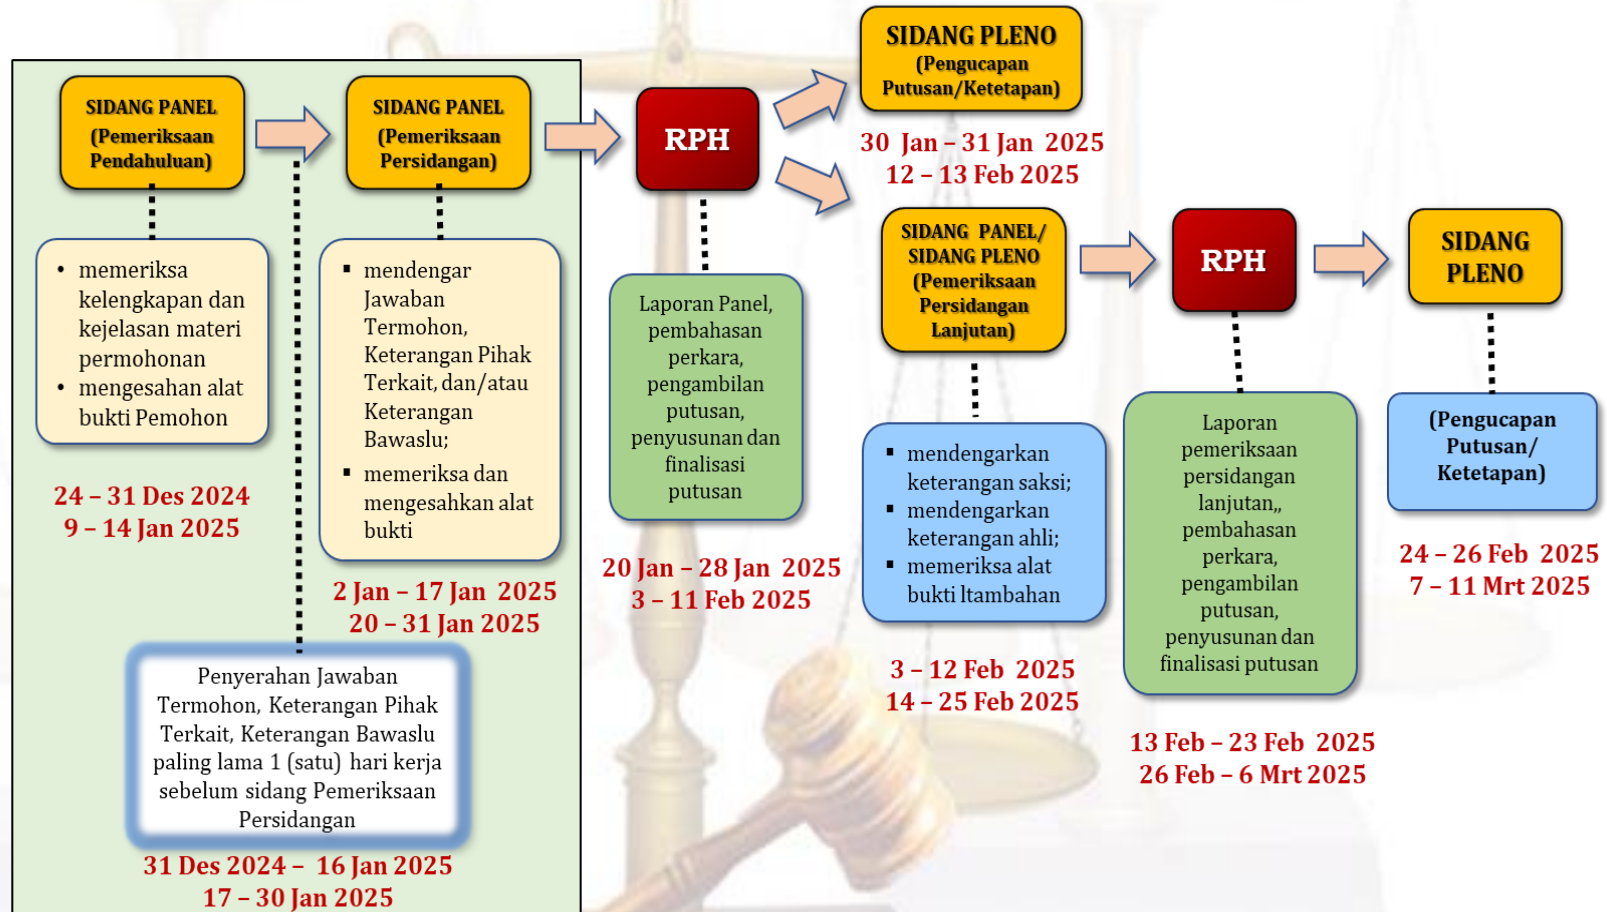 SIDANG PANEL
(Pemeriksaan
Pendahuluan)
• memeriksa
kelengkapan dan
kejelasan materi
permohonan
• mengesahan alat
bukti Pemohon
24 – 31 Des 2024
9 – 14 Jan 2025
SIDANG PANEL
(Pemeriksaan
Persidangan)
▪ mendengar
Jawaban
Termohon,
Keterangan Pihak
Terkait, dan/atau
Keterangan
Bawaslu;
▪ memeriksa dan
mengesahkan alat
bukti
2 Jan – 17 Jan 2025
20 – 31 Jan 2025
Penyerahan Jawaban
Termohon, Keterangan Pihak
Terkait, Keterangan Bawaslu
paling lama 1 (satu) hari kerja
sebelum sidang Pemeriksaan
Persidangan
31 Des 2024 – 16 Jan 2025
17 – 30 Jan 2025
RPH
Laporan Panel,
pembahasan
perkara,
pengambilan
putusan,
penyusunan dan
finalisasi
putusan
20 Jan – 28 Jan 2025
3 – 11 Feb 2025
SIDANG PLENO
(Pengucapan
Putusan/Ketetapan)
30 Jan – 31 Jan 2025
12 – 13 Feb 2025
SIDANG PANEL/
SIDANG PLENO
(Pemeriksaan
Persidangan
Lanjutan)
▪ mendengarkan
keterangan saksi;
▪ mendengarkan
keterangan ahli;
▪ memeriksa alat
bukti ltambahan
3 – 12 Feb 2025
14 – 25 Feb 2025
RPH
Laporan
pemeriksaan
persidangan
lanjutan,,
pembahasan
perkara,
pengambilan
putusan,
penyusunan dan
finalisasi putusan
13 Feb – 23 Feb 2025
26 Feb – 6 Mrt 2025
SIDANG
PLENO
(Pengucapan
Putusan/
Ketetapan)
24 – 26 Feb 2025
7 – 11 Mrt 2025